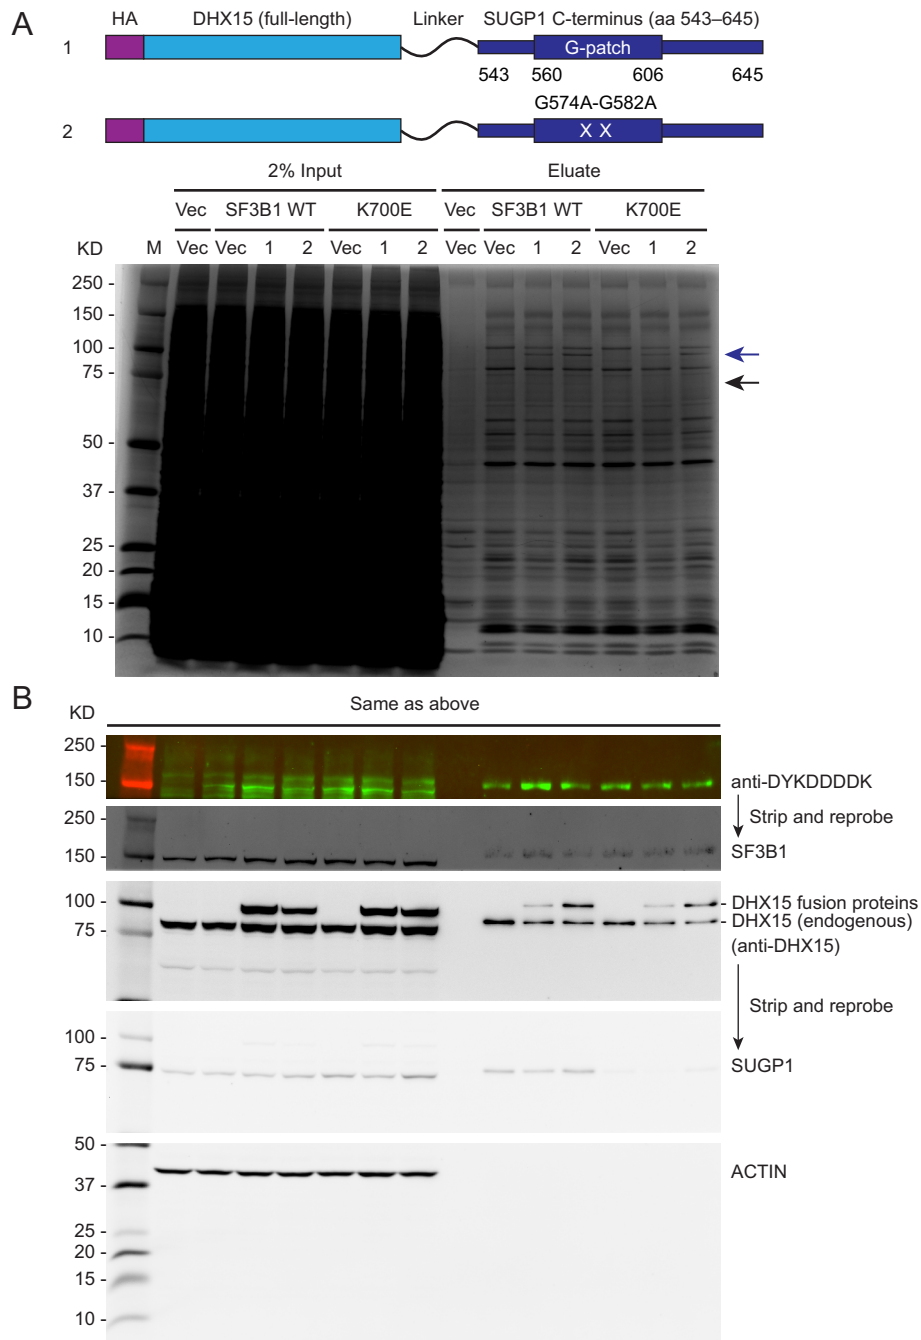 A
HA DHX15 (full-length) Linker SUGP1 C-terminus (aa 543–645)
1 G-patch
543 560 606 645
G574A-G582A
2 X X
2% Input Eluate
Vec SF3B1 WT K700E Vec SF3B1 WT K700E
KD M Vec Vec 1 2 Vec 1 2 Vec Vec 1 2 Vec 1 2
250 -
150 -
100 -
75 -
50 -
37 -
25 -
20 -
15 -
10 -
B
Same as above
KD
250 -
150 -
anti-DYKDDDDK
Strip and reprobe
250 -
150 -
SF3B1
100 -
75 -
DHX15 fusion proteins
DHX15 (endogenous)
(anti-DHX15)
Strip and reprobe
100 -
75 -
SUGP1
50 -
37 -
25 -
20 -
15 -
10 -
ACTIN